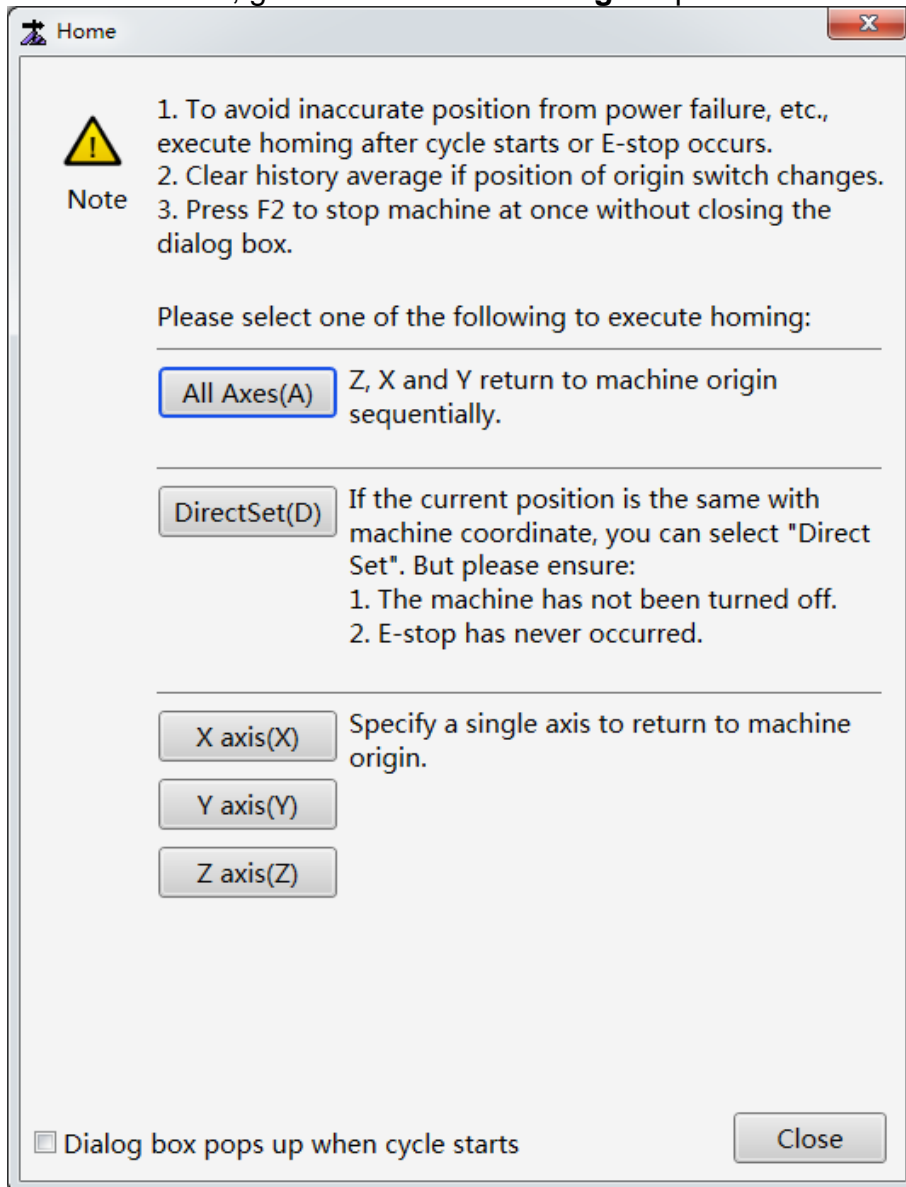 Home
1. To avoid inaccurate position from power failure, etc.,
execute homing after cycle starts or E-stop occurs.
2. Clear history average if position of origin switch changes.
Note
3. Press F2 to stop machine at once without closing the
dialog box.
Please select one of the following to execute homing:
All Axes(A)
Z, X and Y return to machine origin
sequentially.
DirectSet(D)
If the current position is the same with
machine coordinate, you can select "Direct
Set". But please ensure:
1. The machine has not been turned off.
2. E-stop has never occurred.
X axis(X)
Specify a single axis to return to machine
origin.
Y axis(Y)
Z axis(Z)
Dialog box pops up when cycle starts
Close